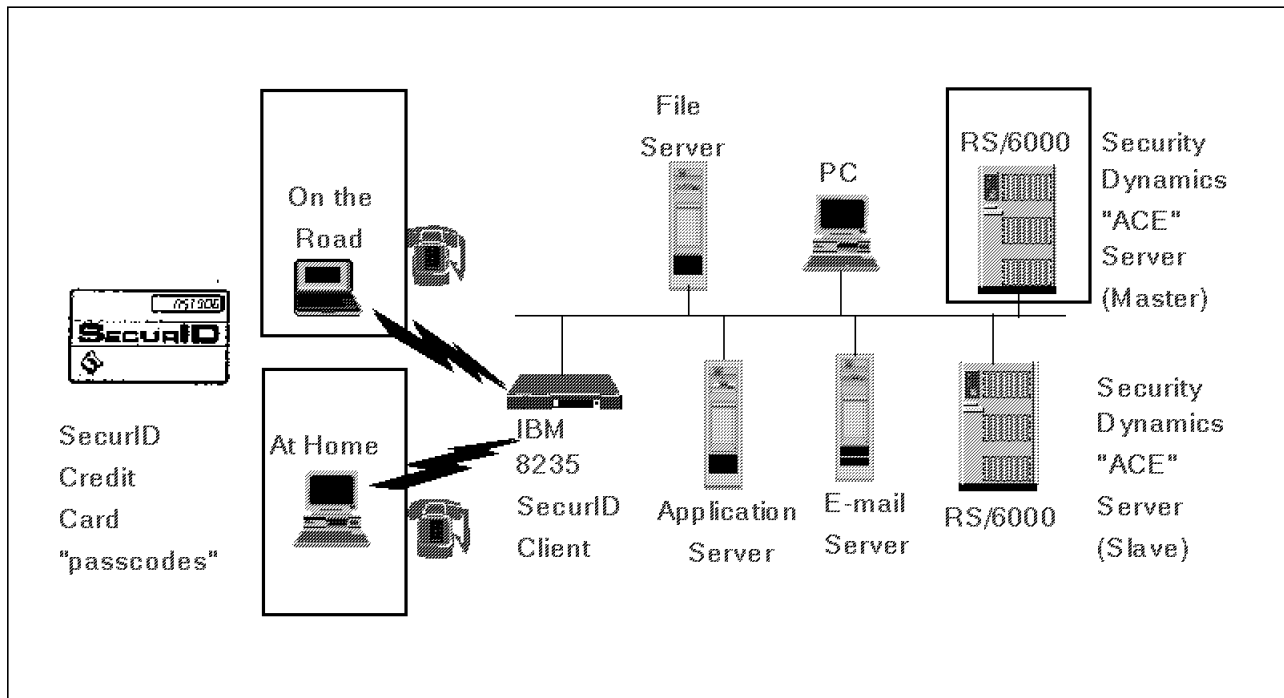 SECURID
SecurID
Credit
Card
"passcodes"
On the
Road
At Home
IBM
8235
SecurID
Client
File
Server
PC
Application
Server
E-mail
Server
RS/6000
Security
Dynamics
"ACE"
Server
(Master)
RS/6000
Security
Dynamics
"ACE"
Server
(Slave)